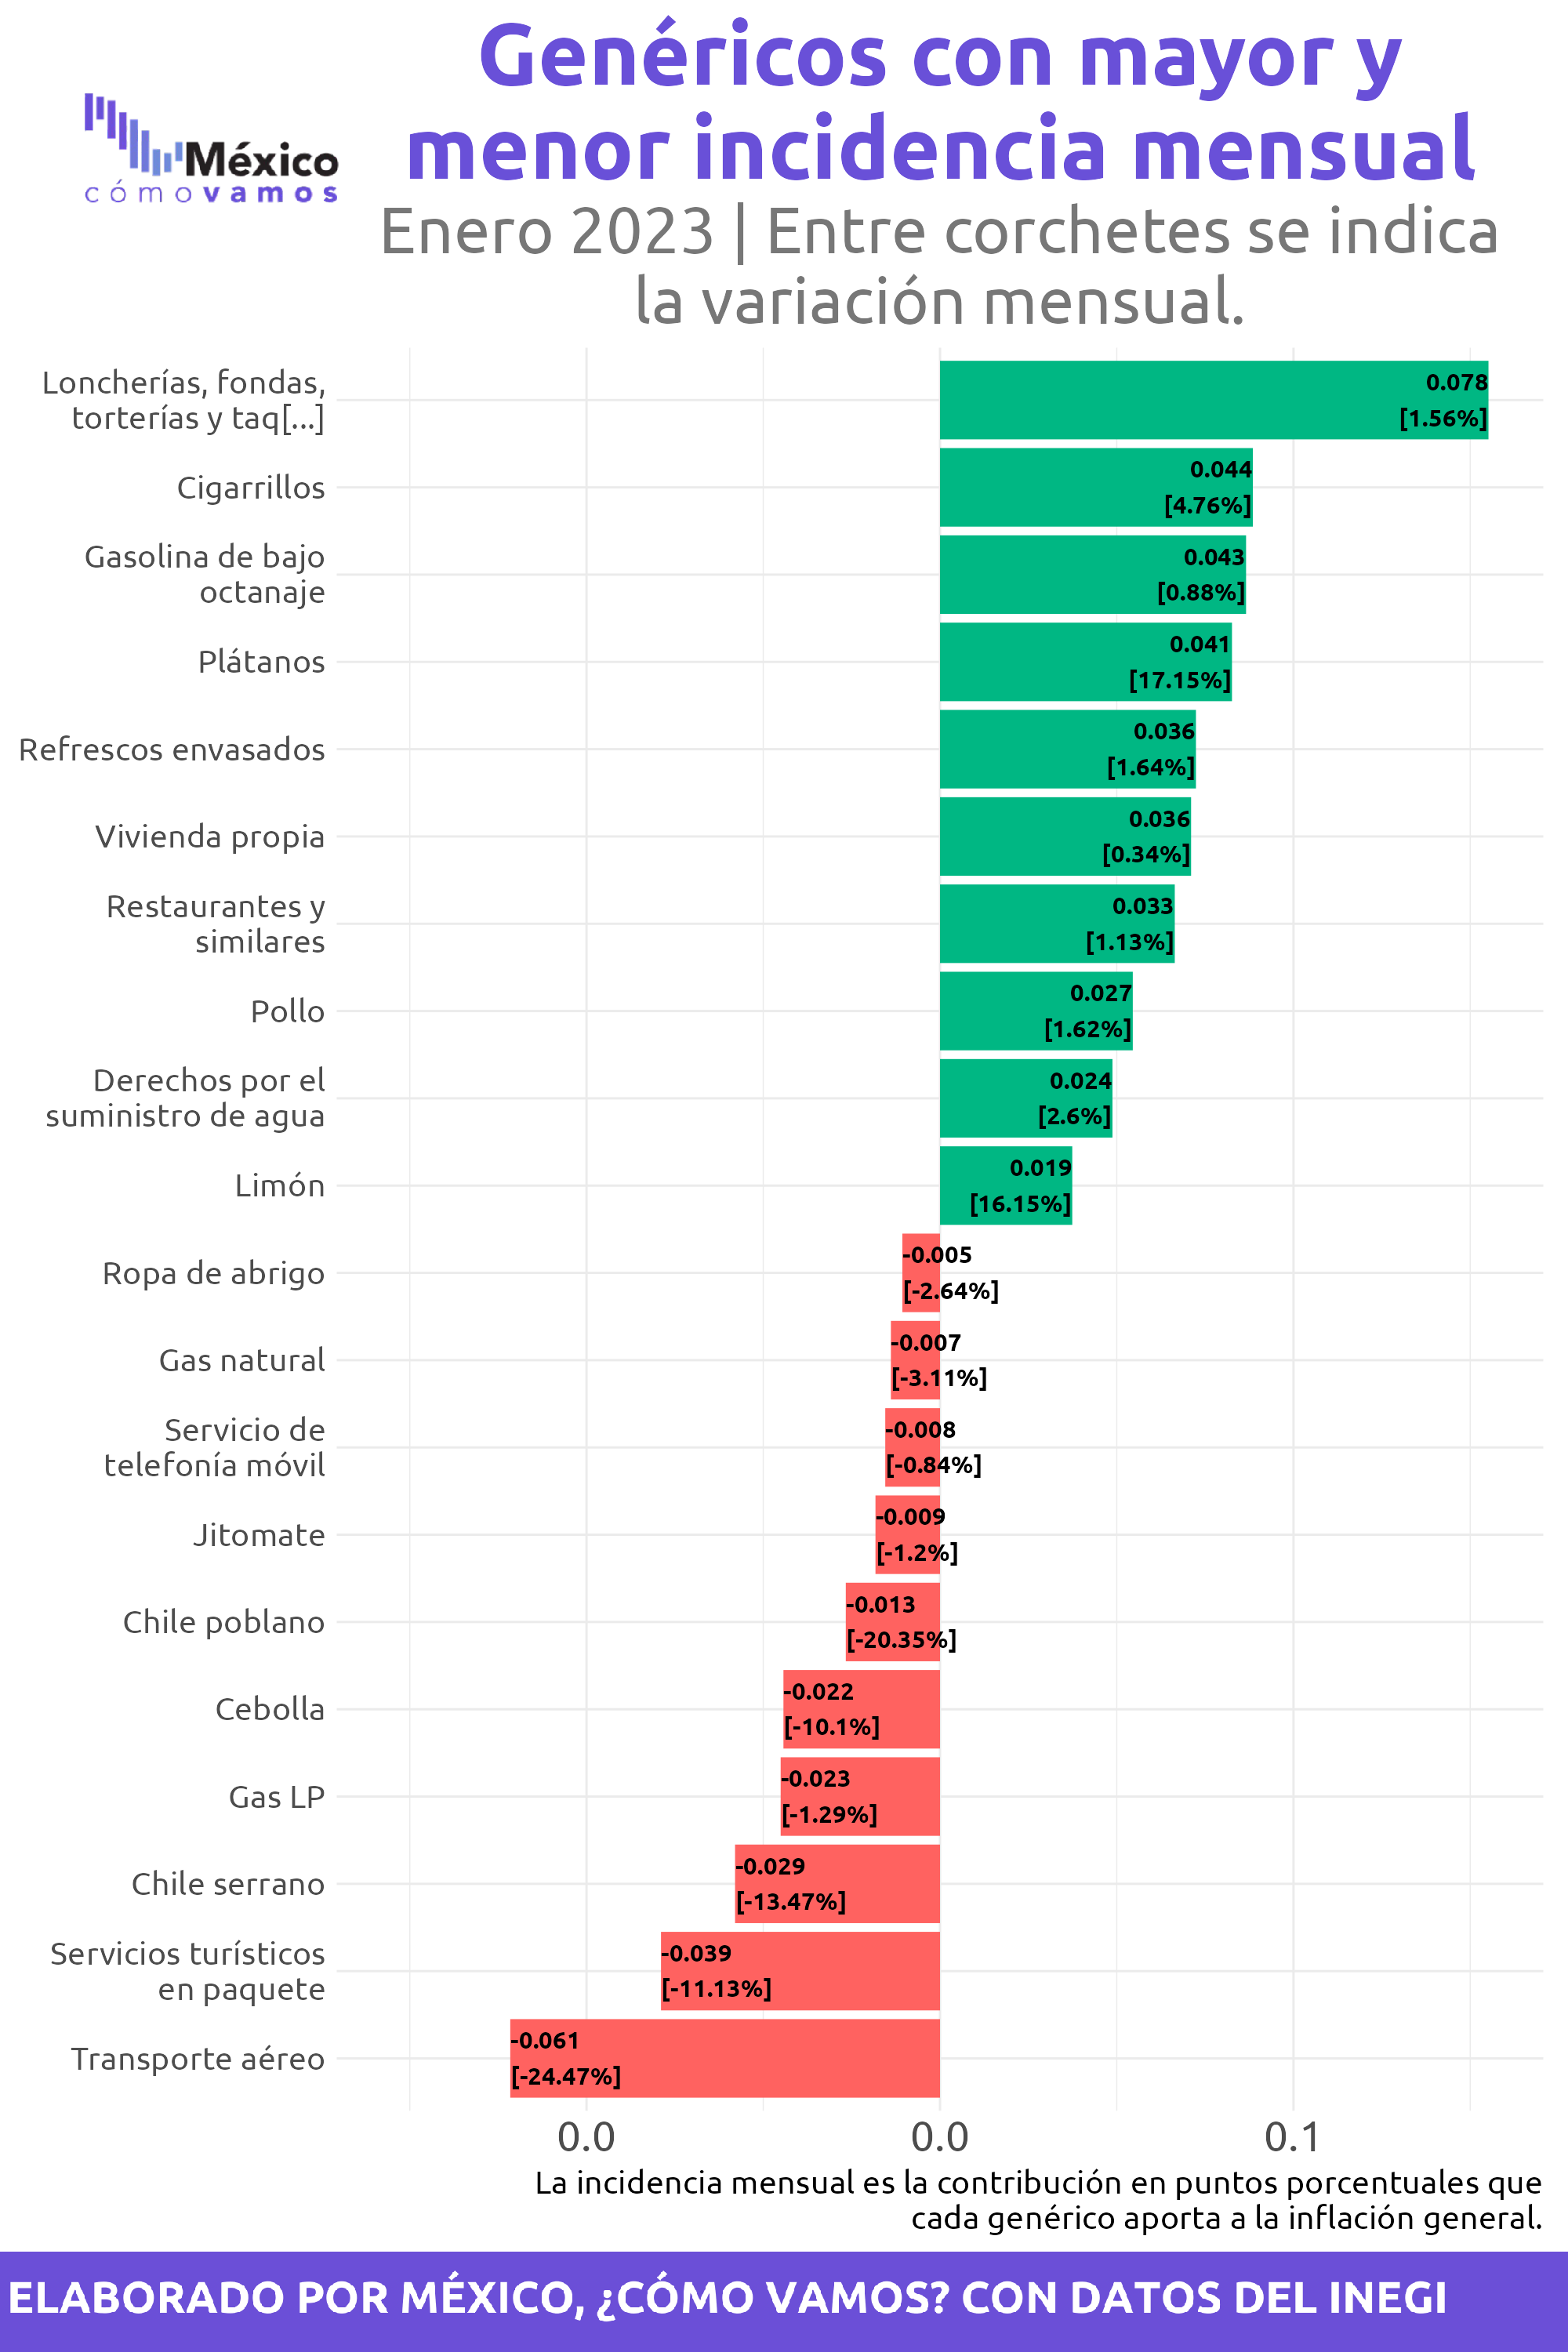 Genéricos con mayor y
menor incidencia mensual
México
cómovamos
Enero 2023 | Entre corchetes se indica
la variación mensual.
Loncherías, fondas,
torterías y taq[...]
0.078
[1.56%]
Cigarrillos
0.044
[4.76%]
Gasolina de bajo
octanaje
0.043
[0.88%]
Plátanos
0.041
[17.15%]
Refrescos envasados
0.036
[1.64%]
Vivienda propia
0.036
[0.34%]
Restaurantes y
similares
0.033
[1.13%]
Pollo
0.027
[1.62%]
Derechos por el
suministro de agua
0.024
[2.6%]
Limón
0.019
[16.15%]
Ropa de abrigo
-0.005
[-2.64%]
Gas natural
-0.007
[-3.11%]
Servicio de
telefonía móvil
-0.008
[-0.84%]
Jitomate
-0.009
[-1.2%]
Chile poblano
-0.013
[-20.35%]
Cebolla
-0.022
[-10.1%]
Gas LP
-0.023
[-1.29%]
Chile serrano
-0.029
[-13.47%]
Servicios turísticos
en paquete
-0.039
[-11.13%]
Transporte aéreo
-0.061
[-24.47%]
0.0 0.0 0.1
La incidencia mensual es la contribución en puntos porcentuales que
cada genérico aporta a la inflación general.
ELABORADO POR MÉXICO, ¿CÓMO VAMOS? CON DATOS DEL INEGI